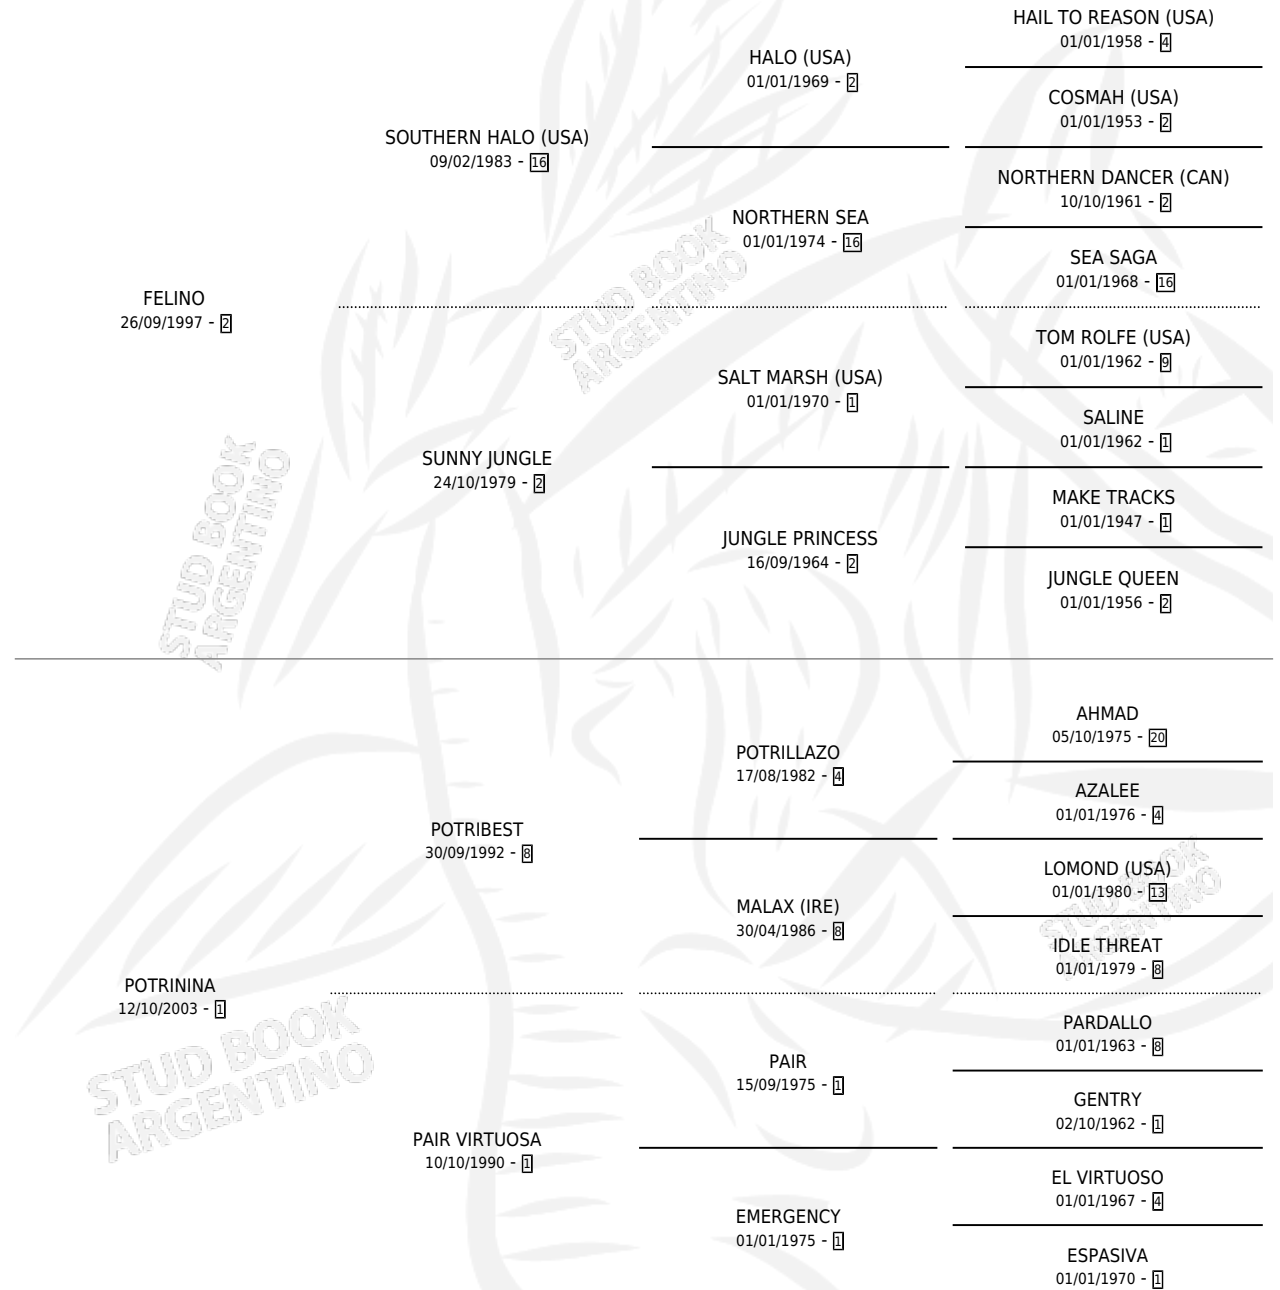 HAIL TO REASON (USA)
01/01/1958 - 4
HALO (USA)
01/01/1969 - 2
COSMAH (USA)
01/01/1953 - 2
SOUTHERN HALO (USA)
09/02/1983 - 16
NORTHERN DANCER (CAN)
10/10/1961 - 2
NORTHERN SEA
01/01/1974 - 16
SEA SAGA
01/01/1968 - 16
STUD BOOK
ARGENTINO
FELINO
26/09/1997 - 2
TOM ROLFE (USA)
01/01/1962 - 9
SALT MARSH (USA)
01/01/1970 - 1
SALINE
01/01/1962 - 1
SUNNY JUNGLE
24/10/1979 - 2
STUD BOOK
ARGENTINO
MAKE TRACKS
01/01/1947 - 1
JUNGLE PRINCESS
16/09/1964 - 2
JUNGLE QUEEN
01/01/1956 - 2
AHMAD
05/10/1975 - 20
POTRILLAZO
17/08/1982 - 4
AZALEE
01/01/1976 - 4
POTRIBEST
30/09/1992 - 8
LOMOND (USA)
01/01/1980 - 13
STUD BOOK
ARGENTINO
MALAX (IRE)
30/04/1986 - 8
IDLE THREAT
01/01/1979 - 8
POTRININA
12/10/2003 - 1
STUD BOOK
ARGENTINO
PARDALLO
01/01/1963 - 8
PAIR
15/09/1975 - 1
GENTRY
02/10/1962 - 1
PAIR VIRTUOSA
10/10/1990 - 1
EL VIRTUOSO
01/01/1967 - 4
EMERGENCY
01/01/1975 - 1
ESPASIVA
01/01/1970 - 1